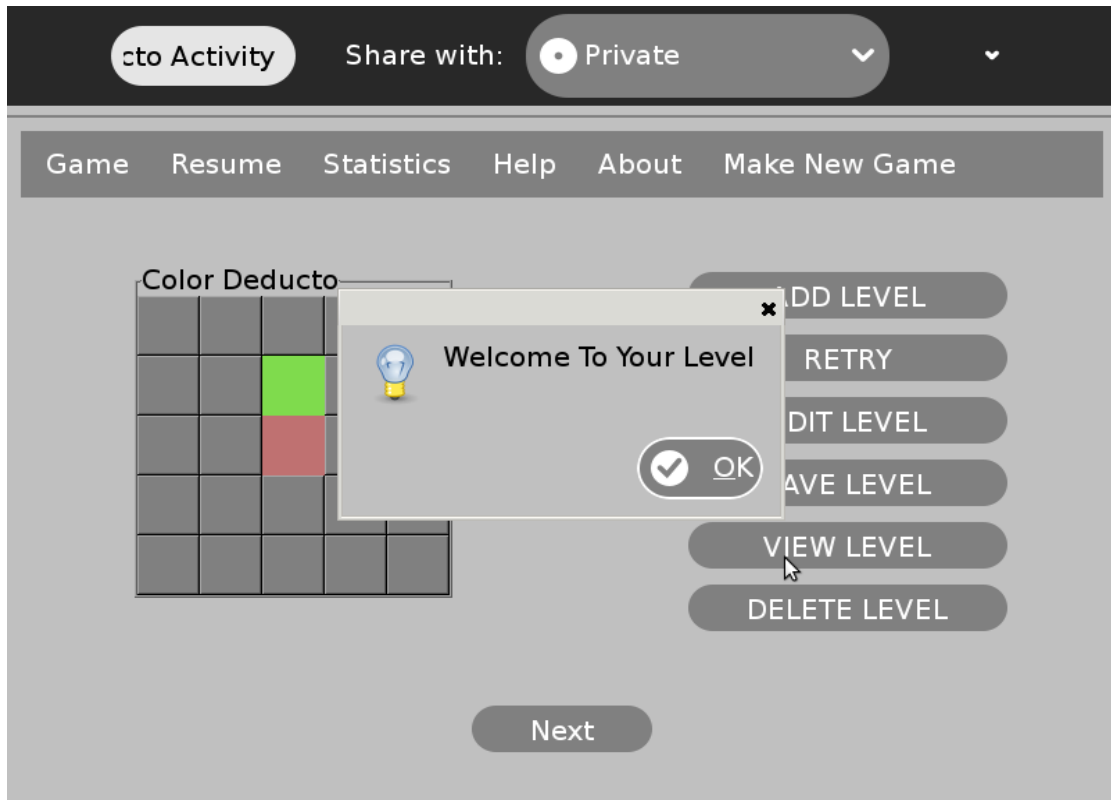 cto Activity
Share with:
Private
Game Resume Statistics Help About Make New Game
Color Deducto
DD LEVEL
Welcome To Your Level
RETRY
DIT LEVEL
OK
AVE LEVEL
VIEW LEVEL
DELETE LEVEL
Next